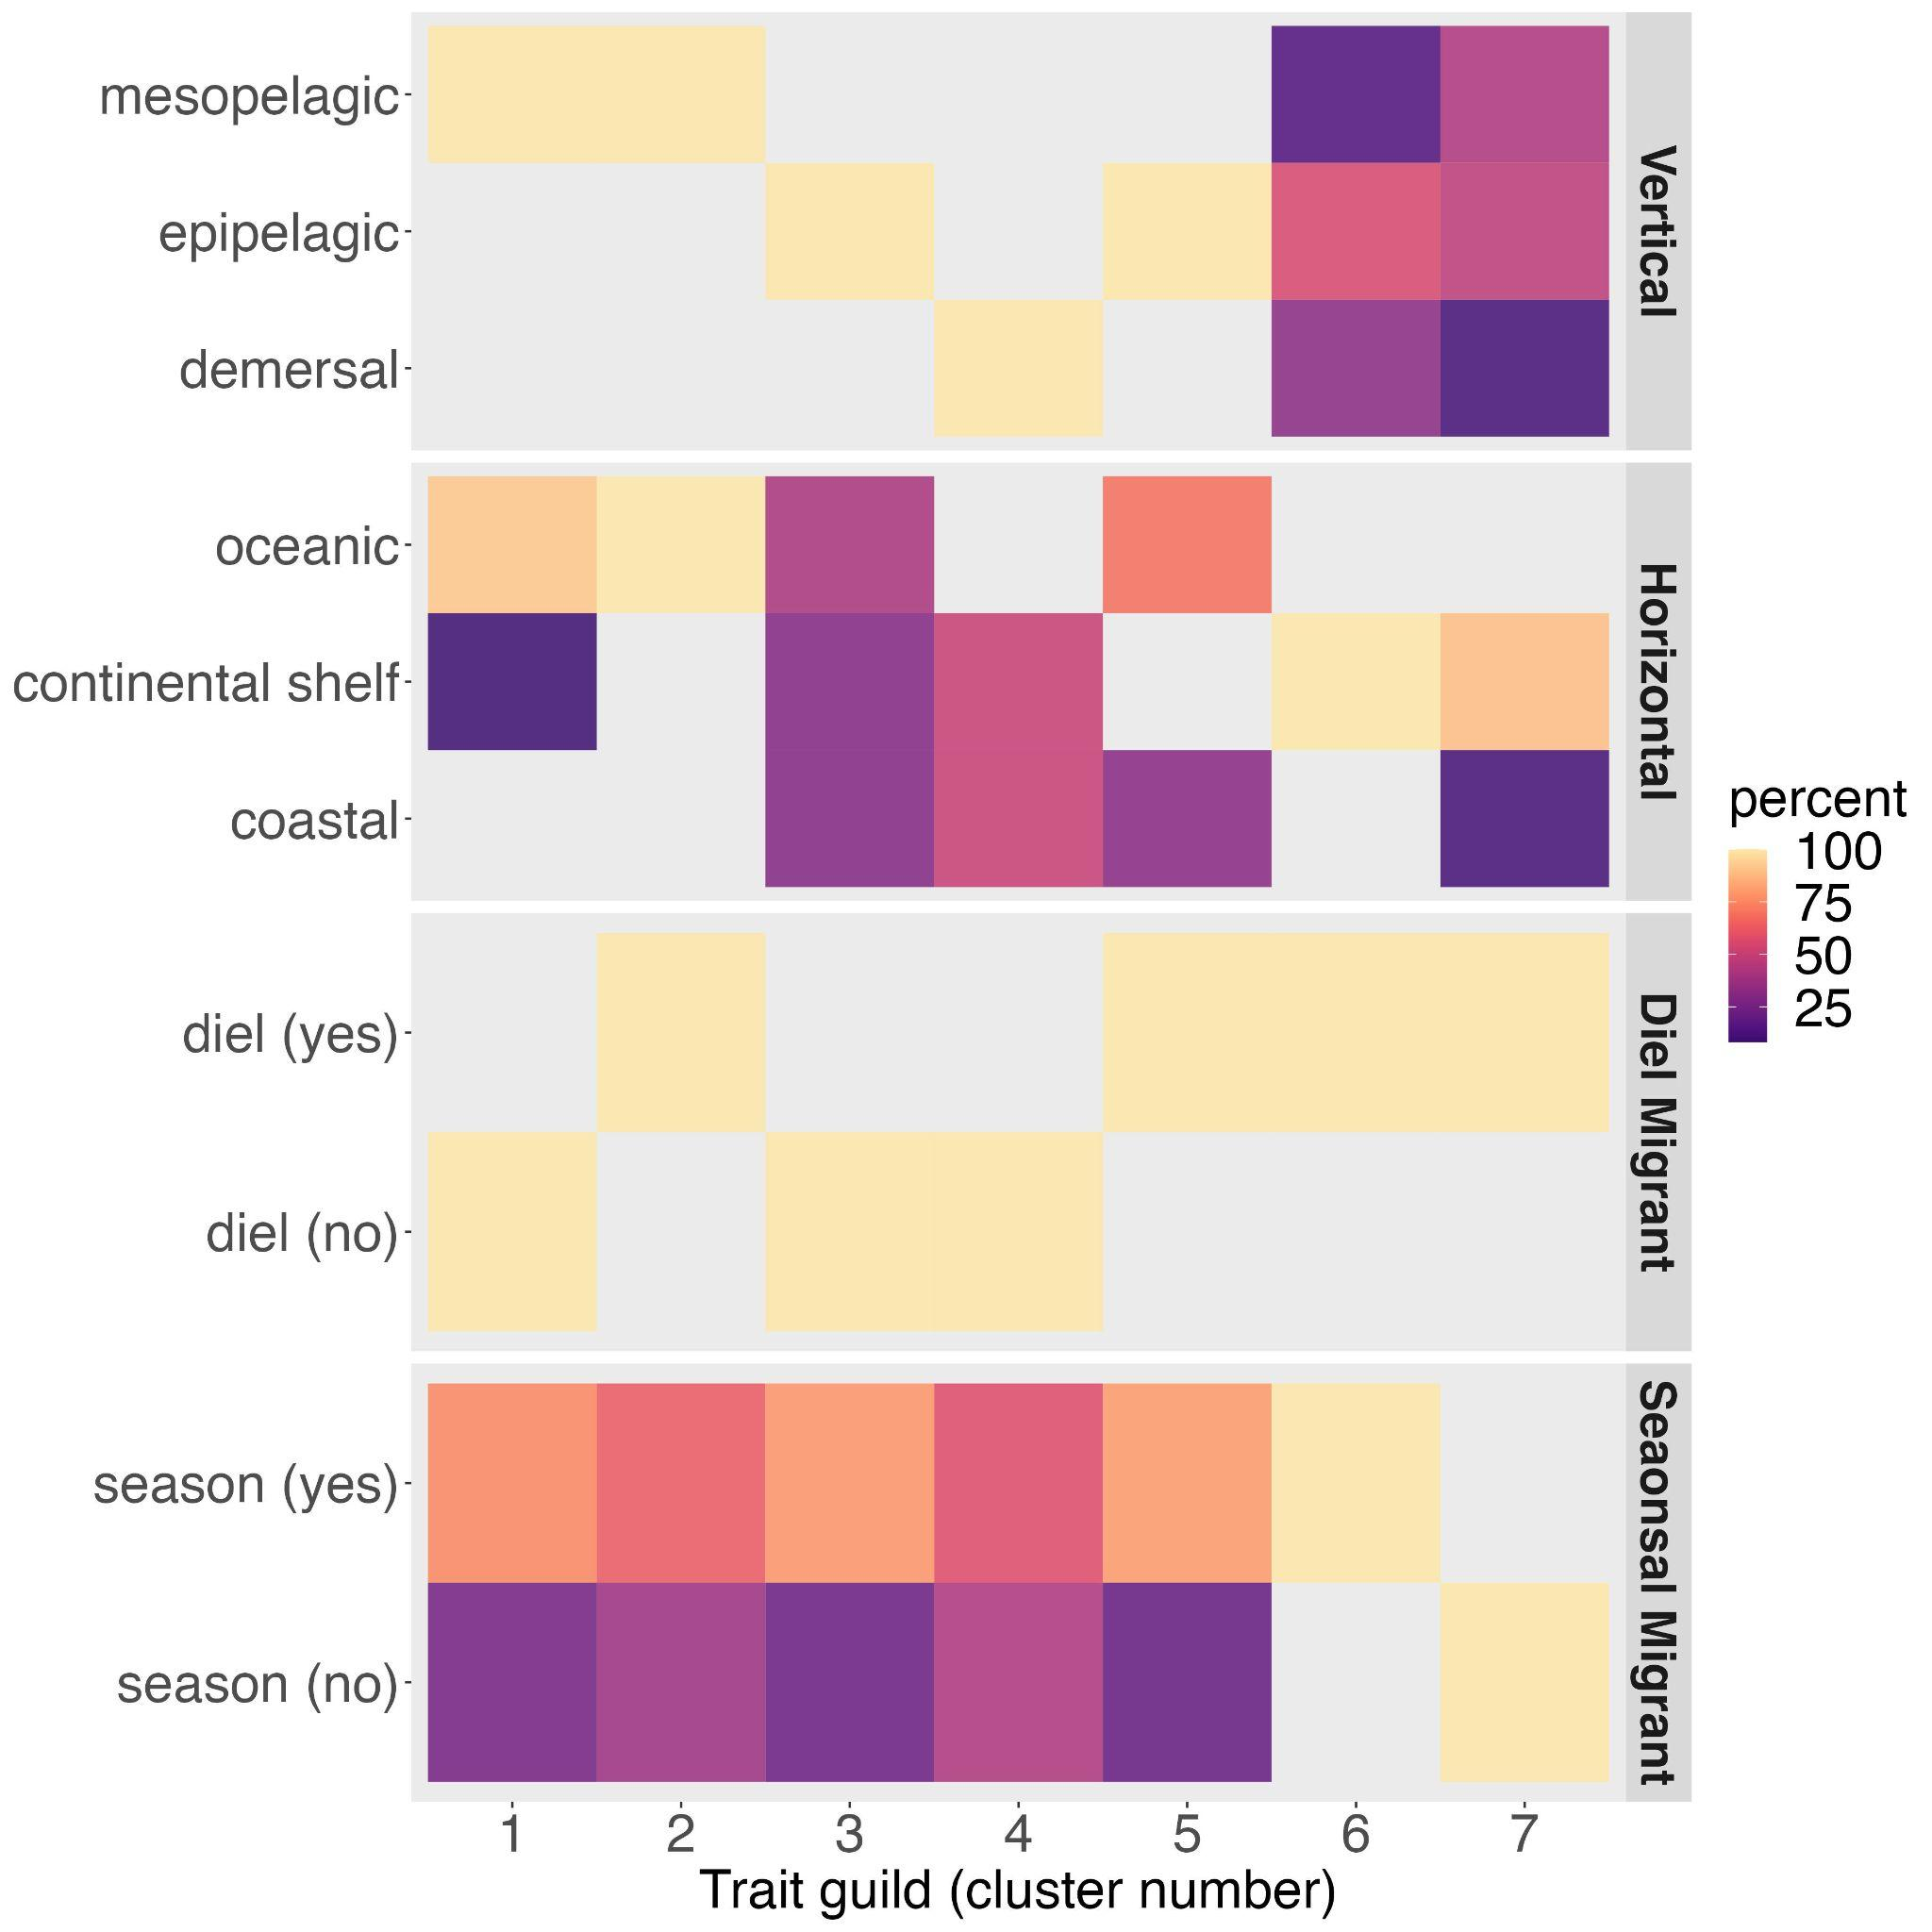 mesopelagic
epipelagic
demersal
Vertical
oceanic
continental shelf
coastal
Horizontal
diel (yes)
diel (no)
Diel Migrant
season (yes)
season (no)
Seaonsal Migrant
1 2 3 4 5 6 7
Trait guild (cluster number)
percent
100
75
50
25